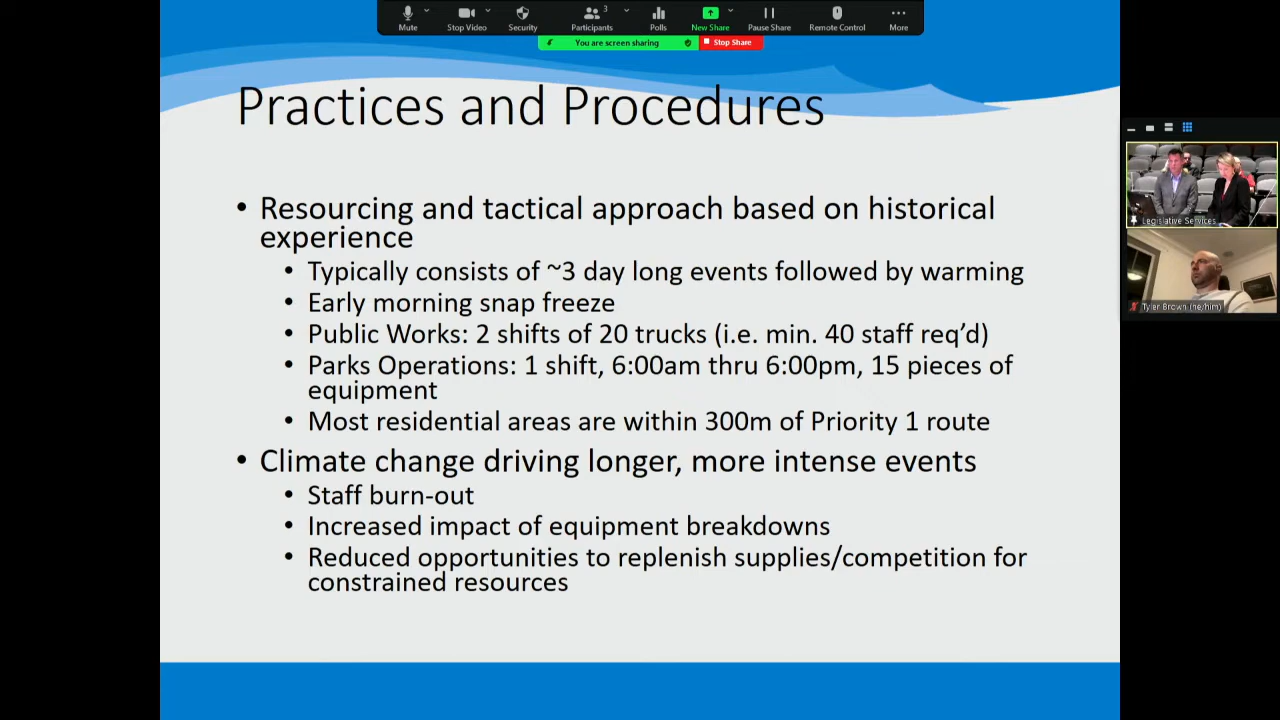 Mute
Stop Video
Security
3
Participants
Polls
New Share
Pause Share
Remote Control
More
You are screen sharing
Stop Share
Practices and Procedures
• Resourcing and tactical approach based on historical
experience
• Typically consists of ~3 day long events followed by warming
• Early morning snap freeze
• Public Works: 2 shifts of 20 trucks (i.e. min. 40 staff req’d)
• Parks Operations: 1 shift, 6:00am thru 6:00pm, 15 pieces of
equipment
• Most residential areas are within 300m of Priority 1 route
• Climate change driving longer, more intense events
• Staff burn-out
• Increased impact of equipment breakdowns
• Reduced opportunities to replenish supplies/competition for
constrained resources
Legislative Services
Tyler Brown (he/him)